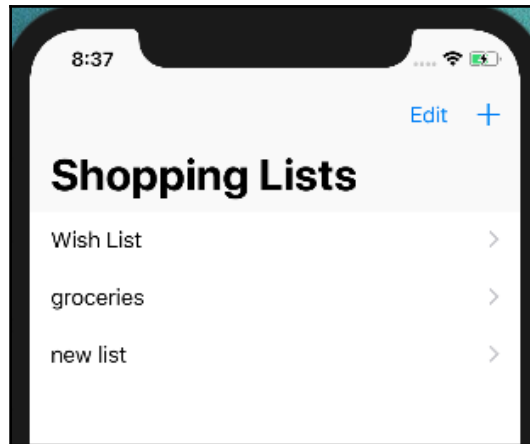 8:37
Edit +
Shopping Lists
Wish List
groceries
new list